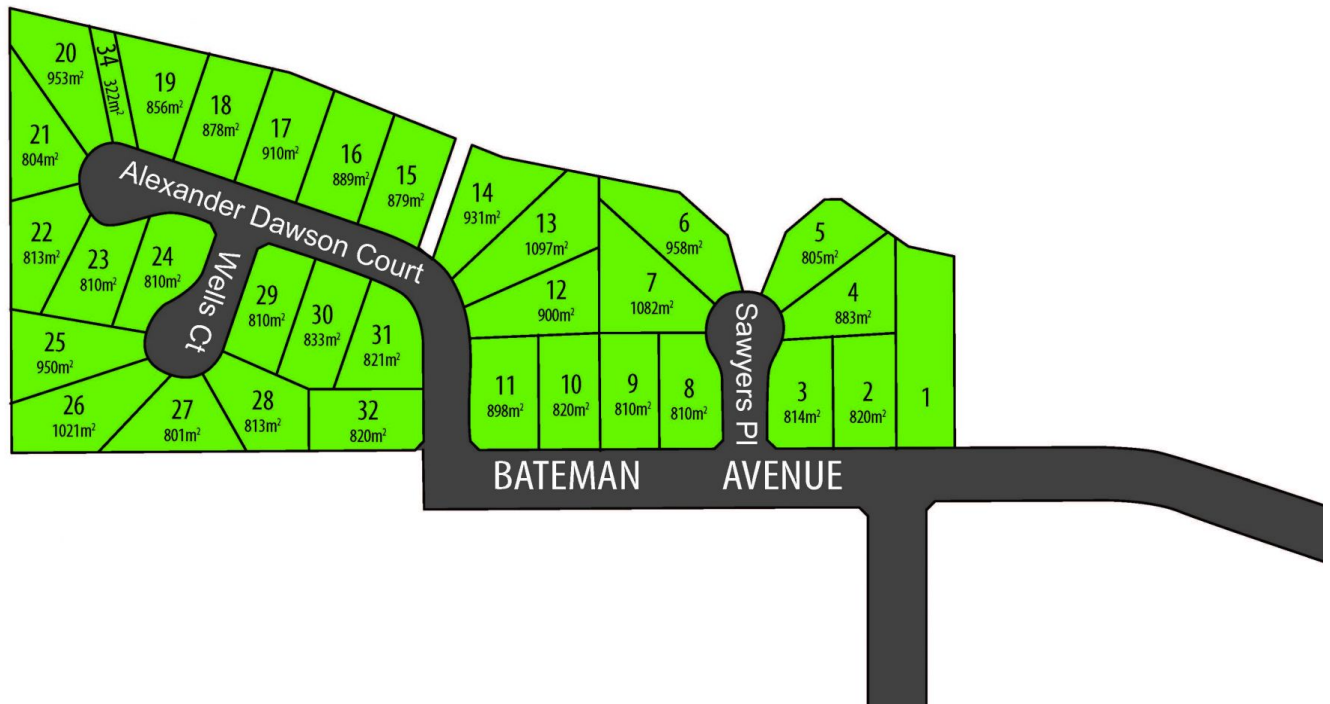 20
953m²
34
322m²
19
856m²
18
878m²
17
910m²
16
889m²
15
879m²
14
931m²
13
1097m²
6
958m²
5
805m²
21
804m²
Alexander Dawson Court
22
813m²
23
810m²
24
810m²
Wells Ct
29
810m²
30
833m²
31
821m²
12
900m²
7
1082m²
Sawyers Pl
4
883m²
25
950m²
26
1021m²
27
801m²
28
813m²
32
820m²
11
898m²
10
820m²
9
810m²
8
810m²
3
814m²
2
820m²
1
BATEMAN AVENUE